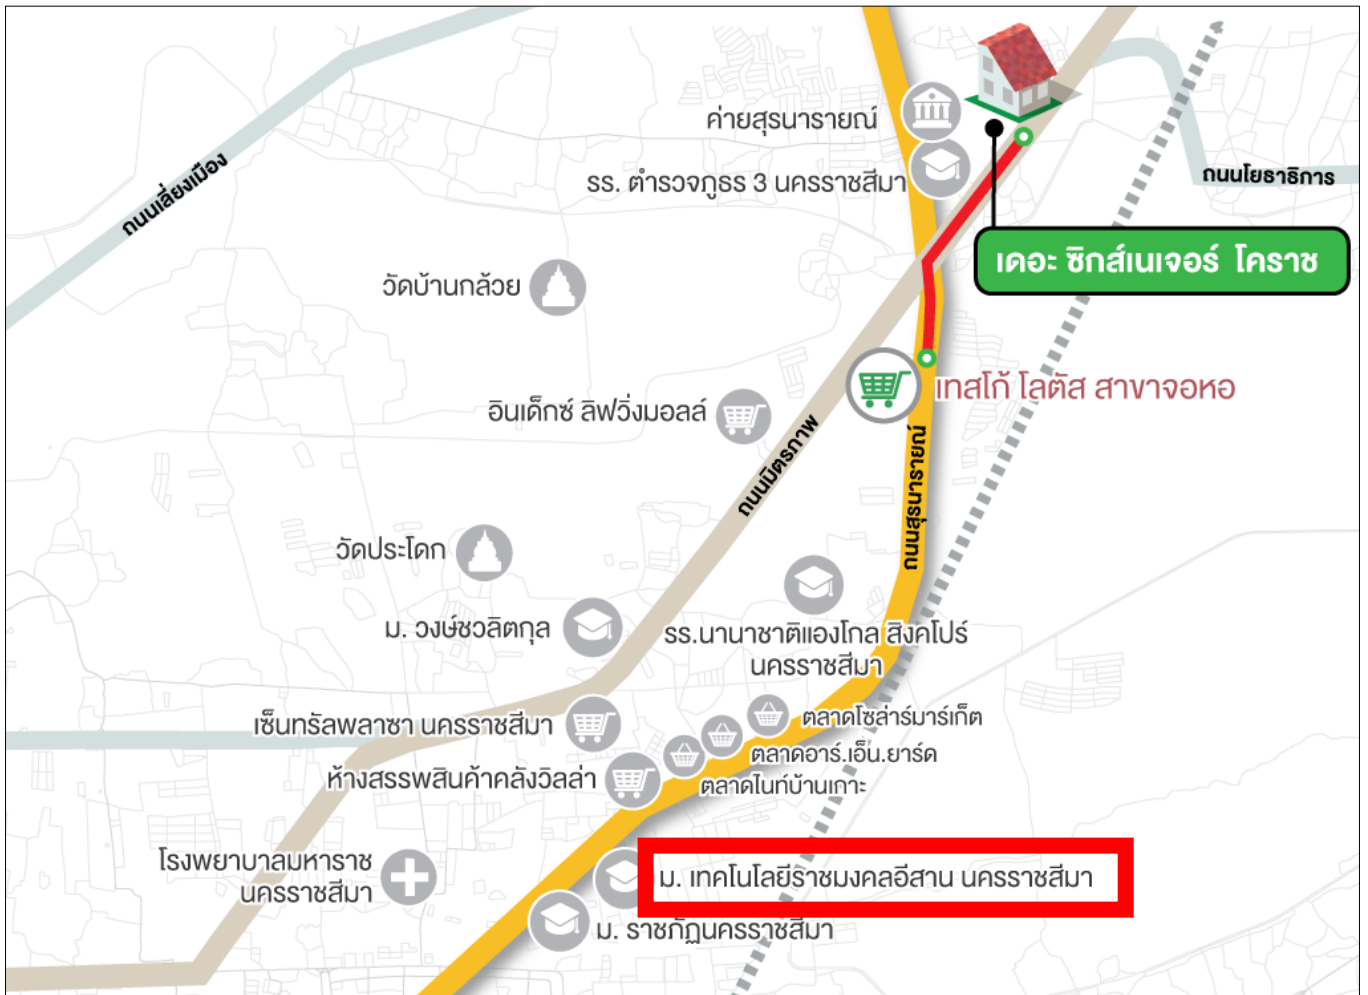 ค่ายสุรนารายณ์
รร. ตำรวจภูธร 3 นครราชสีมา
ถนนเลี่ยงเมือง
ถนนโยธาธิการ
เดอะ ซิกส์เนเจอร์ โคราช
วัดบ้านกล้วย
เทสโก้ โลตัส สาขาจอหอ
อินเด็กซ์ ลิฟวิ่งมอลล์
ถนนมิตรภาพ
ถนนสุรนารายณ์
วัดประโดก
ม. วงษ์ชวลิตกุล
รร.นานาชาติแองโกล สิงคโปร์
นครราชสีมา
เซ็นทรัลพลาซา นครราชสีมา
ตลาดโซล่าร์มาร์เก็ต
ตลาดอาร์.เอ็น.ยาร์ด
ห้างสรรพสินค้าคลังวิลล่า
ตลาดไนท์บ้านเกาะ
โรงพยาบาลมหาราช
นครราชสีมา
ม. เทคโนโลยีราชมงคลอีสาน นครราชสีมา
ม. ราชภัฏนครราชสีมา